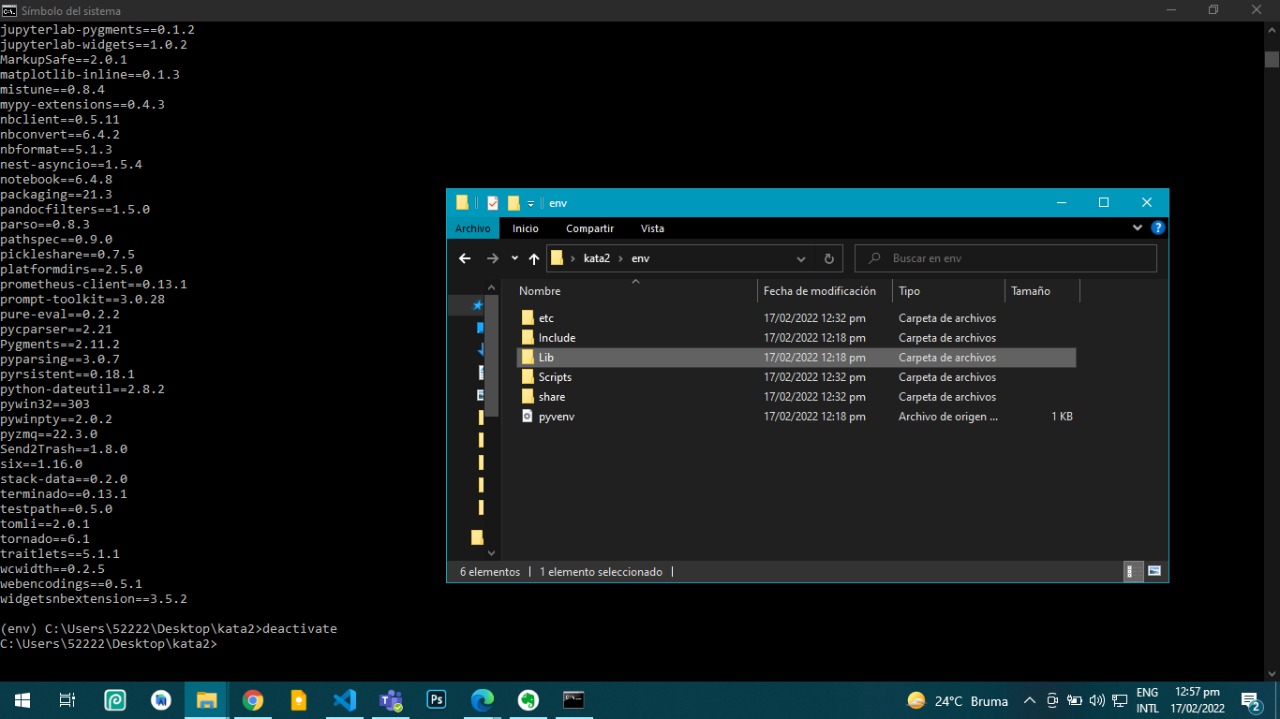 Símbolo del sistema
jupyterlab-pygments==0.1.2
jupyterlab-widgets==1.0.2
MarkupSafe==2.0.1
matplotlib-inline==0.1.3
mistune==0.8.4
mypy-extensions==0.4.3
nbclient==0.5.11
nbconvert==6.4.2
nbformat==5.1.3
nest-asyncio==1.5.4
notebook==6.4.8
packaging==21.3
pandocfilters==1.5.0
parso==0.8.3
pathspec==0.9.0
pickleshare==0.7.5
platformdirs==2.5.0
prometheus-client==0.13.1
prompt-toolkit==3.0.28
pure-eval==0.2.2
pycparser==2.21
Pygments==2.11.2
pyparsing==3.0.7
pyrsistent==0.18.1
python-dateutil==2.8.2
pywin32==303
pywinpty==2.0.2
pyzmq==22.3.0
Send2Trash==1.8.0
six==1.16.0
stack-data==0.2.0
terminado==0.13.1
testpath==0.5.0
tomli==2.0.1
tornado==6.1
traitlets==5.1.1
wcwidth==0.2.5
webencodings==0.5.1
widgetsnbextension==3.5.2
(env) C:\Users\52222\Desktop\kata2>deactivate
C:\Users\52222\Desktop\kata2>
env
Archivo Inicio Compartir Vista
kata2 env Buscar en env
Nombre Fecha de modificación Tipo Tamaño
etc 17/02/2022 12:32 pm Carpeta de archivos
Include 17/02/2022 12:18 pm Carpeta de archivos
Lib 17/02/2022 12:18 pm Carpeta de archivos
Scripts 17/02/2022 12:32 pm Carpeta de archivos
share 17/02/2022 12:32 pm Carpeta de archivos
pyvenv 17/02/2022 12:18 pm Archivo de origen ... 1 KB
6 elementos | 1 elemento seleccionado |
Ps
24°C Bruma
ENG
INTL
12:57 pm
17/02/2022
2